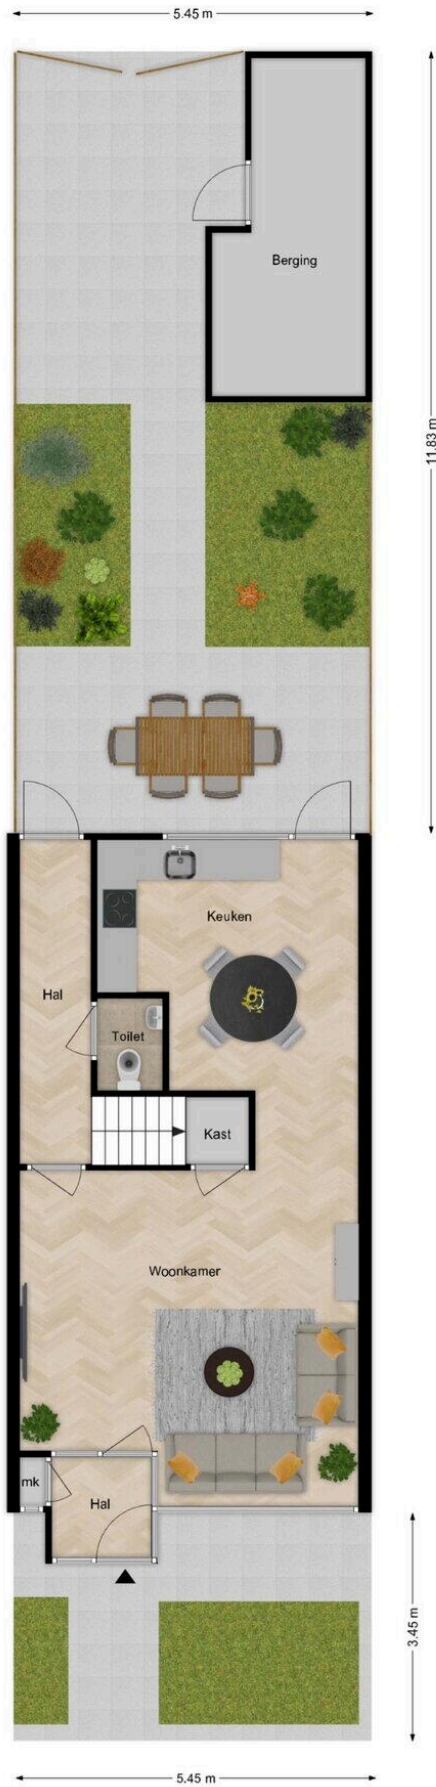 5.45 m
Berging
11.83 m
Keuken
Hal
Toilet
Kast
Woonkamer
mk
Hal
3.45 m
5.45 m